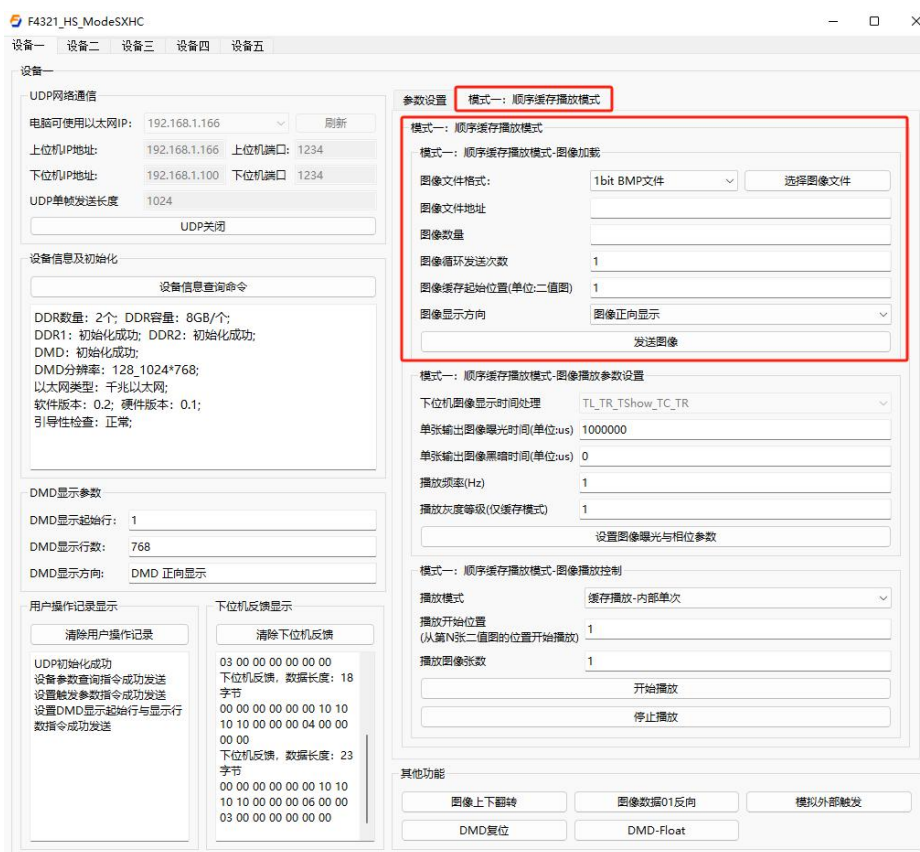 F4321_HS_ModeSXHC
设备一 设备二 设备三 设备四 设备五
设备一
UDP网络通信
电脑可使用以太网IP: 192.168.1.166 刷新
上位机IP地址: 192.168.1.166 上位机端口: 1234
下位机IP地址: 192.168.1.100 下位机端口 1234
UDP单帧发送长度 1024
UDP关闭
设备信息及初始化
设备信息查询命令
DDR数量: 2个; DDR容量: 8GB/个;
DDR1: 初始化成功; DDR2: 初始化成功;
DMD: 初始化成功;
DMD分辨率: 128_1024*768;
以太网类型: 千兆以太网;
软件版本: 0.2; 硬件版本: 0.1;
引导性检查: 正常;
DMD显示参数
DMD显示起始行: 1
DMD显示行数: 768
DMD显示方向: DMD 正向显示
用户操作记录显示
清除用户操作记录
UDP初始化成功
设备参数查询指令成功发送
设置触发参数指令成功发送
设置DMD显示起始行与显示行
数指令成功发送
下位机反馈显示
清除下位机反馈
03 00 00 00 00 00 00
下位机反馈, 数据长度: 18
字节
00 00 00 00 00 00 10 10
10 10 00 00 00 04 00 00
00 00
下位机反馈, 数据长度: 23
字节
00 00 00 00 00 00 10 10
10 10 00 00 00 06 00 00
03 00 00 00 00 00 00
参数设置 模式一: 顺序缓存播放模式
模式一: 顺序缓存播放模式
模式一: 顺序缓存播放模式-图像加载
图像文件格式: 1bit BMP文件 选择图像文件
图像文件地址
图像数量
图像循环发送次数 1
图像缓存起始位置(单位:二值图) 1
图像显示方向 图像正向显示
发送图像
模式一: 顺序缓存播放模式-图像播放参数设置
下位机图像显示时间处理 TL_TR_TShow_TC_TR
单张输出图像曝光时间(单位:us) 1000000
单张输出图像黑暗时间(单位:us) 0
播放频率(Hz) 1
播放灰度等级(仅缓存模式) 1
设置图像曝光与相位参数
模式一: 顺序缓存播放模式-图像播放控制
播放模式 缓存播放-内部单次
播放开始位置
(从第N张二值图的位置开始播放) 1
播放图像张数 1
开始播放
停止播放
其他功能
图像上下翻转 图像数据01反向 模拟外部触发
DMD复位 DMD-Float